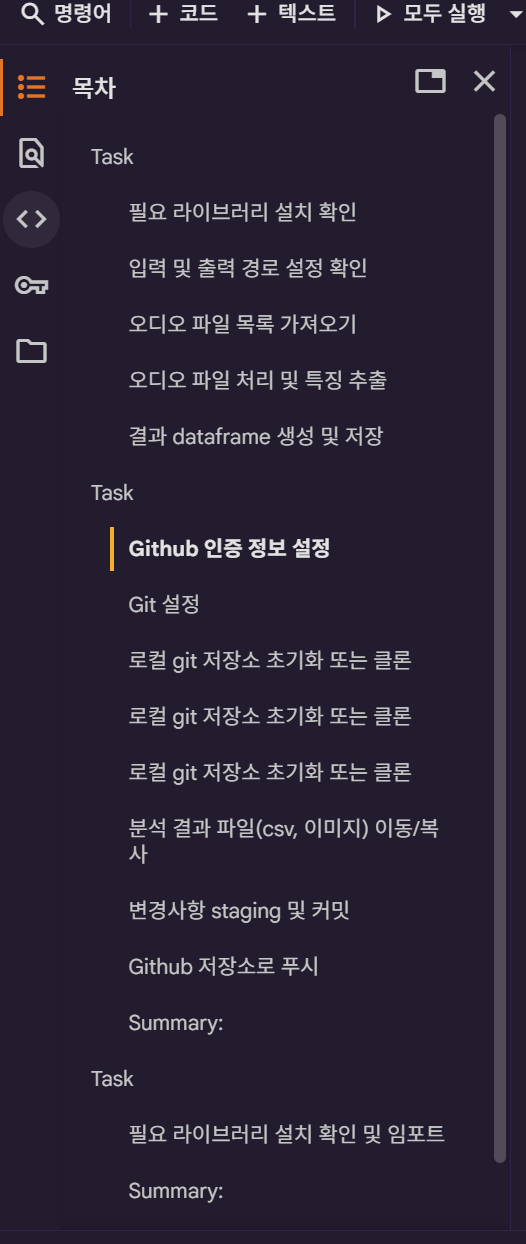 명령어 + 코드 + 텍스트 모두 실행
목차
Task
필요 라이브러리 설치 확인
입력 및 출력 경로 설정 확인
오디오 파일 목록 가져오기
오디오 파일 처리 및 특징 추출
결과 dataframe 생성 및 저장
Task
Github 인증 정보 설정
Git 설정
로컬 git 저장소 초기화 또는 클론
로컬 git 저장소 초기화 또는 클론
로컬 git 저장소 초기화 또는 클론
분석 결과 파일(csv, 이미지) 이동/복
사
변경사항 staging 및 커밋
Github 저장소로 푸시
Summary:
Task
필요 라이브러리 설치 확인 및 임포트
Summary: